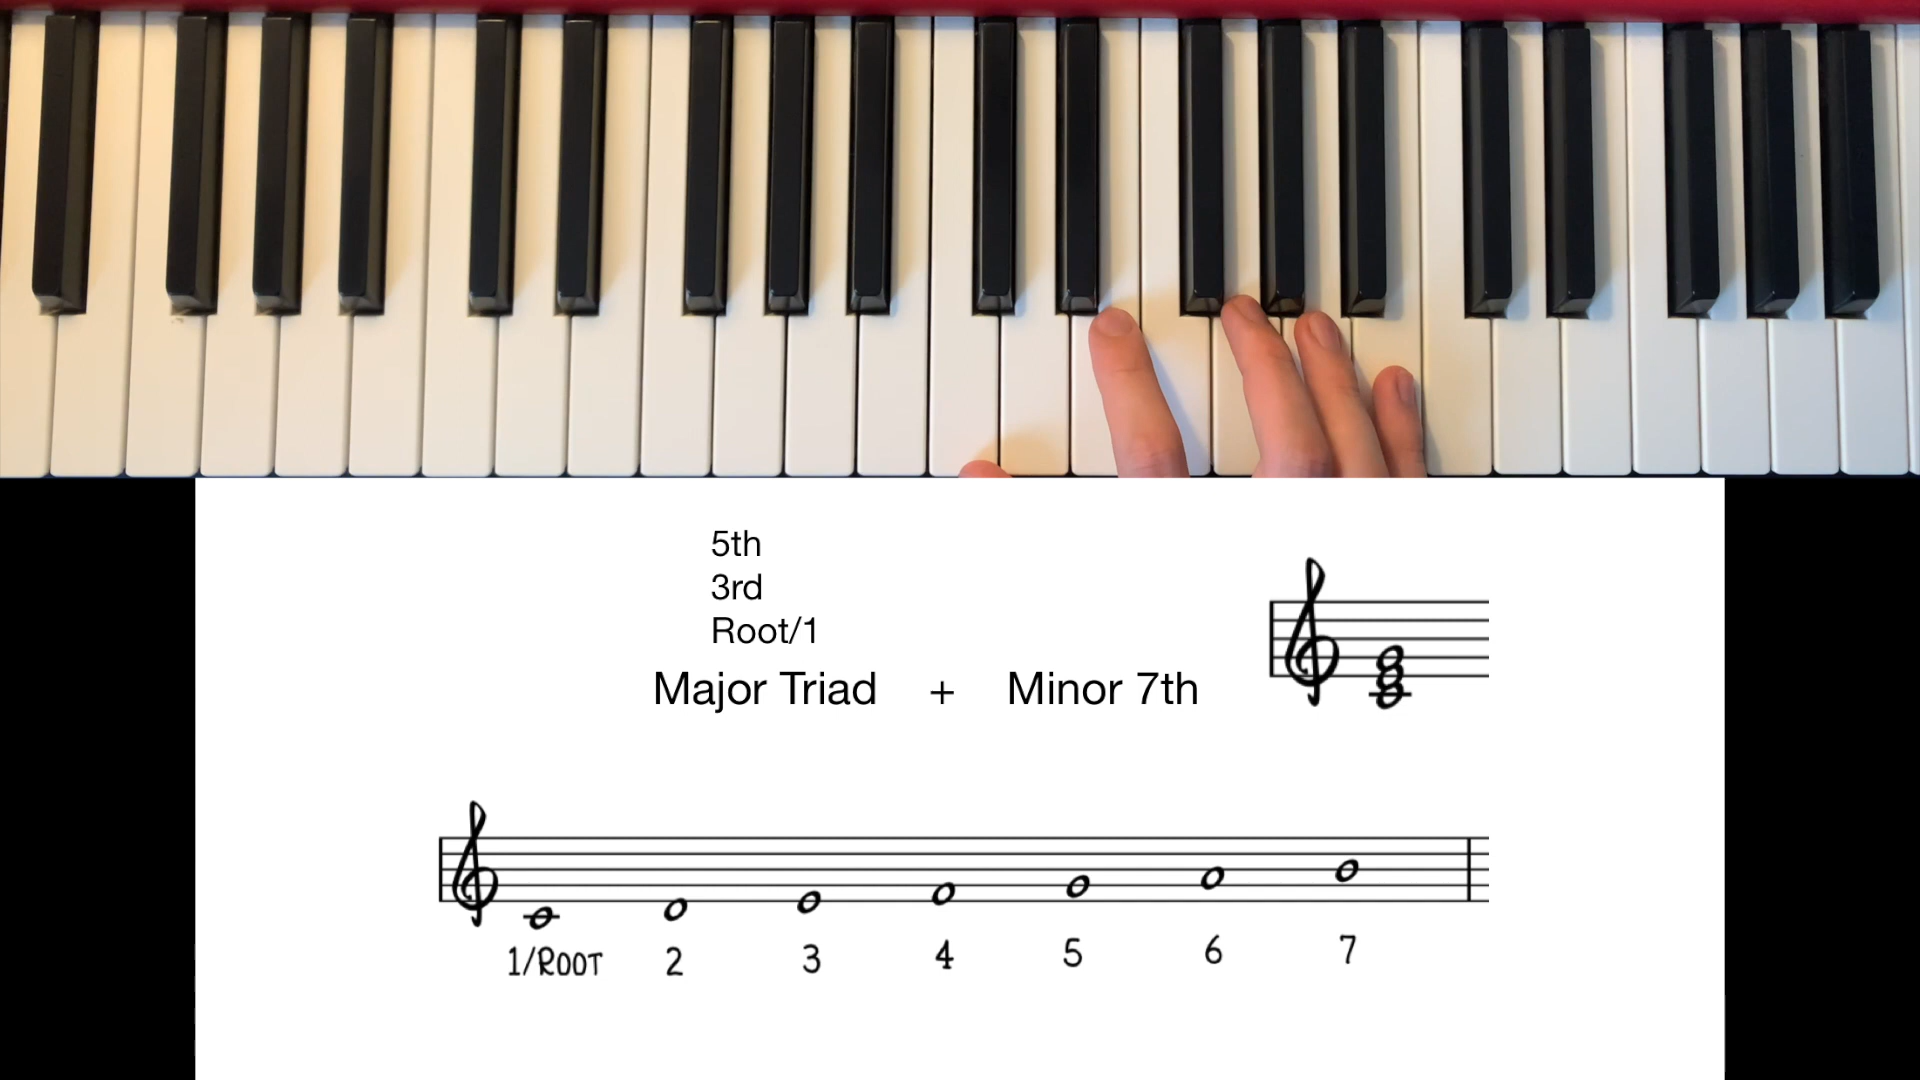 5th
3rd
Root/1
Major Triad + Minor 7th
1/ROOT 2 3 4 5 6 7